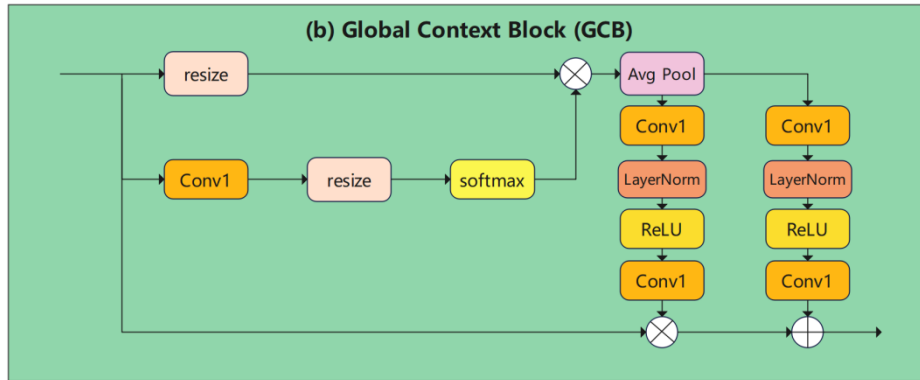 (b) Global Context Block (GCB)
resize
Avg Pool
Conv1
Conv1
Conv1
resize
softmax
LayerNorm
LayerNorm
ReLU
ReLU
Conv1
Conv1